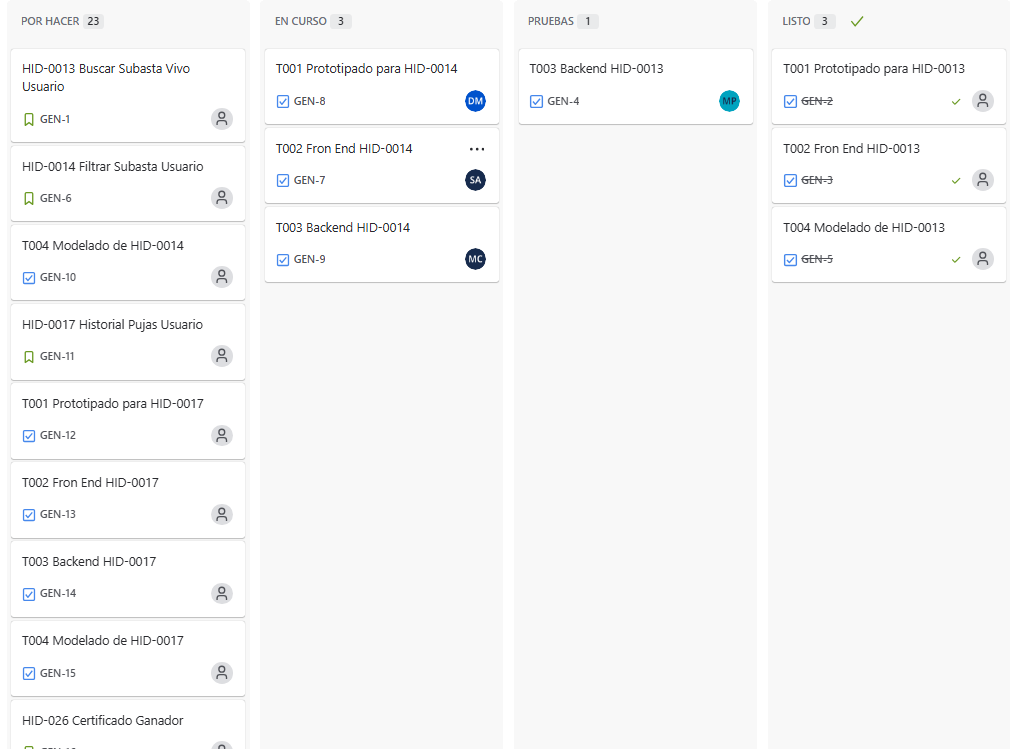 POR HACER 23
HID-0013 Buscar Subasta Vivo
Usuario
GEN-1
HID-0014 Filtrar Subasta Usuario
GEN-6
T004 Modelado de HID-0014
GEN-10
HID-0017 Historial Pujas Usuario
GEN-11
T001 Prototipado para HID-0017
GEN-12
T002 Fron End HID-0017
GEN-13
T003 Backend HID-0017
GEN-14
T004 Modelado de HID-0017
GEN-15
HID-026 Certificado Ganador
EN CURSO 3
T001 Prototipado para HID-0014
GEN-8 DM
T002 Fron End HID-0014
GEN-7 SA
T003 Backend HID-0014
GEN-9 MC
PRUEBAS 1
T003 Backend HID-0013
GEN-4 MP
LISTO 3
T001 Prototipado para HID-0013
GEN-2
T002 Fron End HID-0013
GEN-3
T004 Modelado de HID-0013
GEN-5